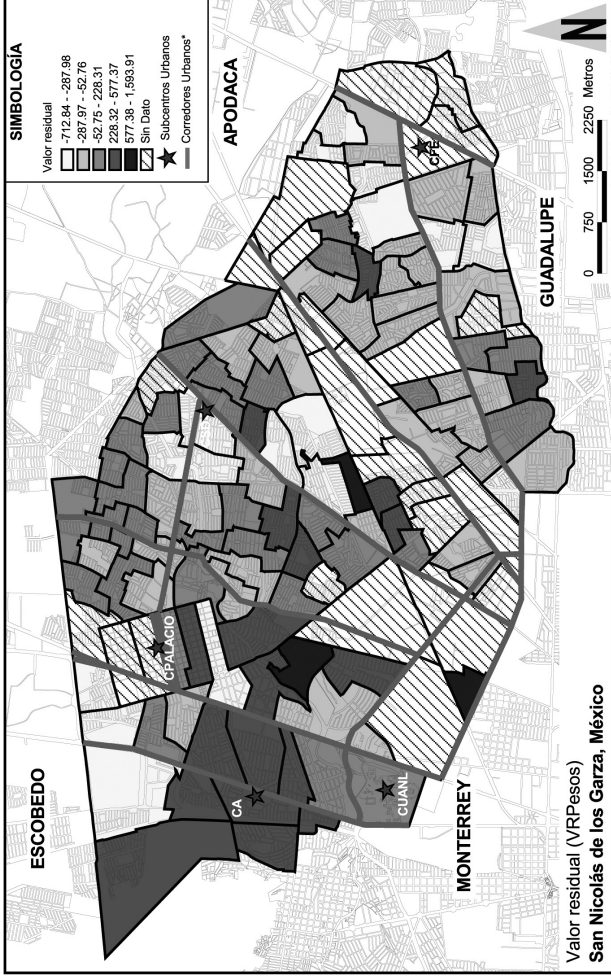 SIMBOLOGÍA
Valor residual
-712.84 - -287.98
-287.97 - -52.76
-52.75 - 228.31
228.32 - 577.37
577.38 - 1,593.91
Sin Dato
Subcentros Urbanos
Corredores Urbanos*
ESCOBEDO
APODACA
CPALACIO
CA
CUANL
CFE
MONTERREY
GUADALUPE
N
0 750 1500 2250 Metros
Valor residual (VRPesos)
San Nicolás de los Garza, México